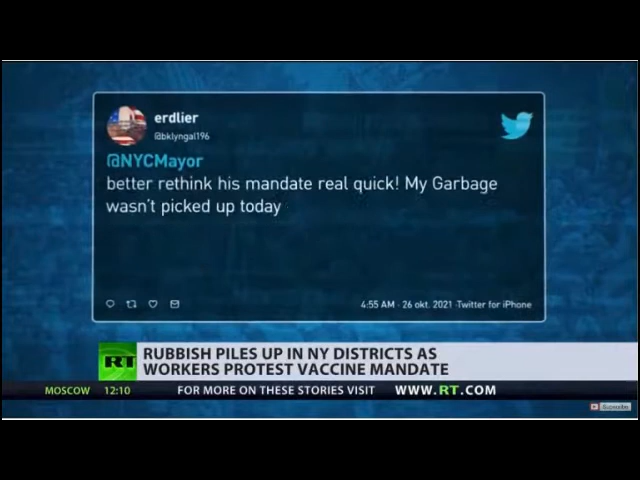 erdlier
@bklyngal196
@NYCMayor
better rethink his mandate real quick! My Garbage
wasn't picked up today
4:55 AM - 26 okt. 2021 - Twitter for iPhone
RT
RUBBISH PILES UP IN NY DISTRICTS AS
WORKERS PROTEST VACCINE MANDATE
MOSCOW 12:10 FOR MORE ON THESE STORIES VISIT WWW.RT.COM
Subscribe